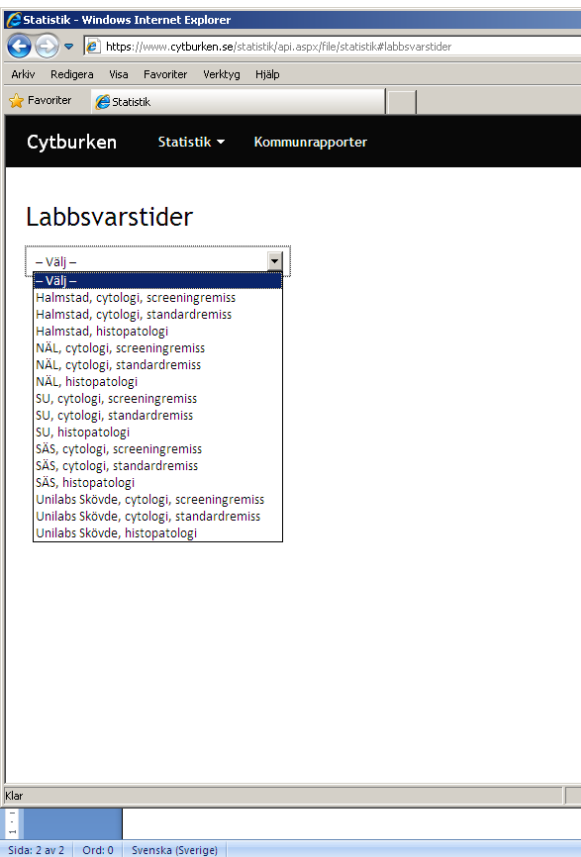 Statistik - Windows Internet Explorer
https://www.cytburken.se/statistik/api.aspx/file/statistik#labbsvarstider
Arkiv Redigera Visa Favoriter Verktyg Hjälp
Favoriter Statistik
Cytburken Statistik Kommunrapporter
Labbsvarstider
– Välj –
– Välj –
Halmstad, cytologi, screeningremiss
Halmstad, cytologi, standardremiss
Halmstad, histopatologi
NÄL, cytologi, screeningremiss
NÄL, cytologi, standardremiss
NÄL, histopatologi
SU, cytologi, screeningremiss
SU, cytologi, standardremiss
SU, histopatologi
SÄS, cytologi, screeningremiss
SÄS, cytologi, standardremiss
SÄS, histopatologi
Unilabs Skövde, cytologi, screeningremiss
Unilabs Skövde, cytologi, standardremiss
Unilabs Skövde, histopatologi
Klar
Sida: 2 av 2 Ord: 0 Svenska (Sverige)